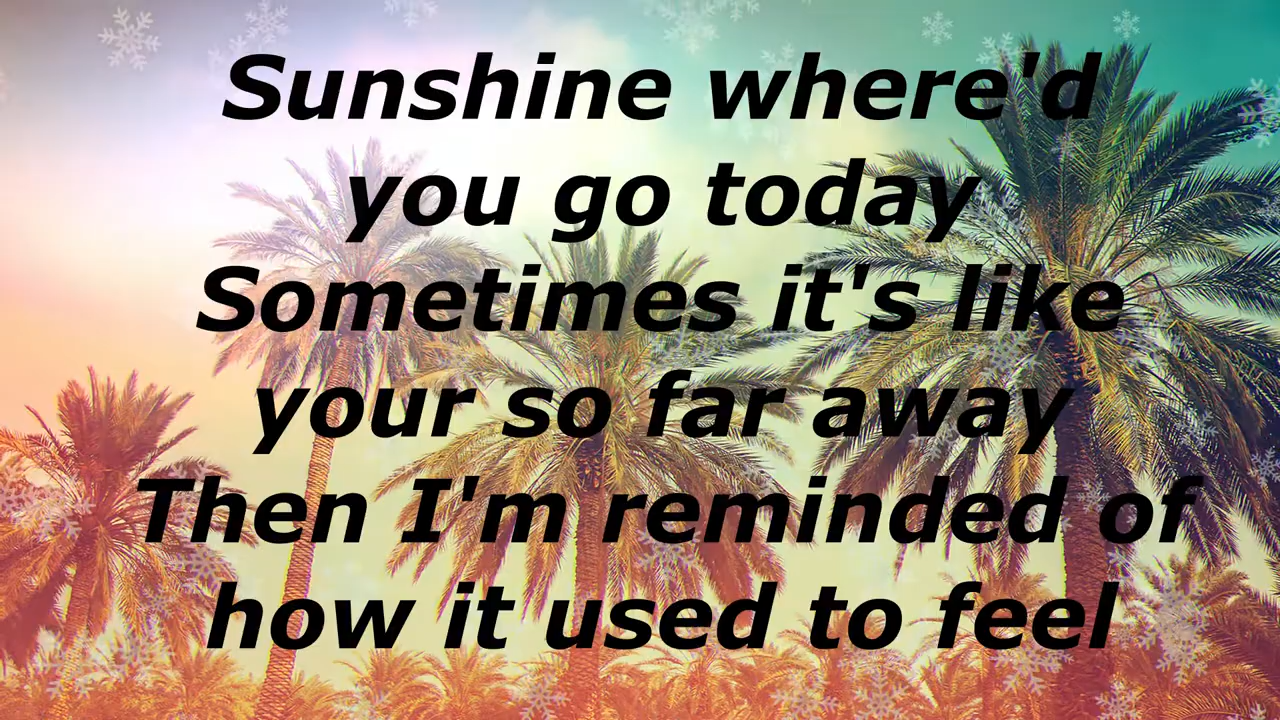 Sunshine where'd
you go today
Sometimes it's like
your so far away
Then I'm reminded of
how it used to feel